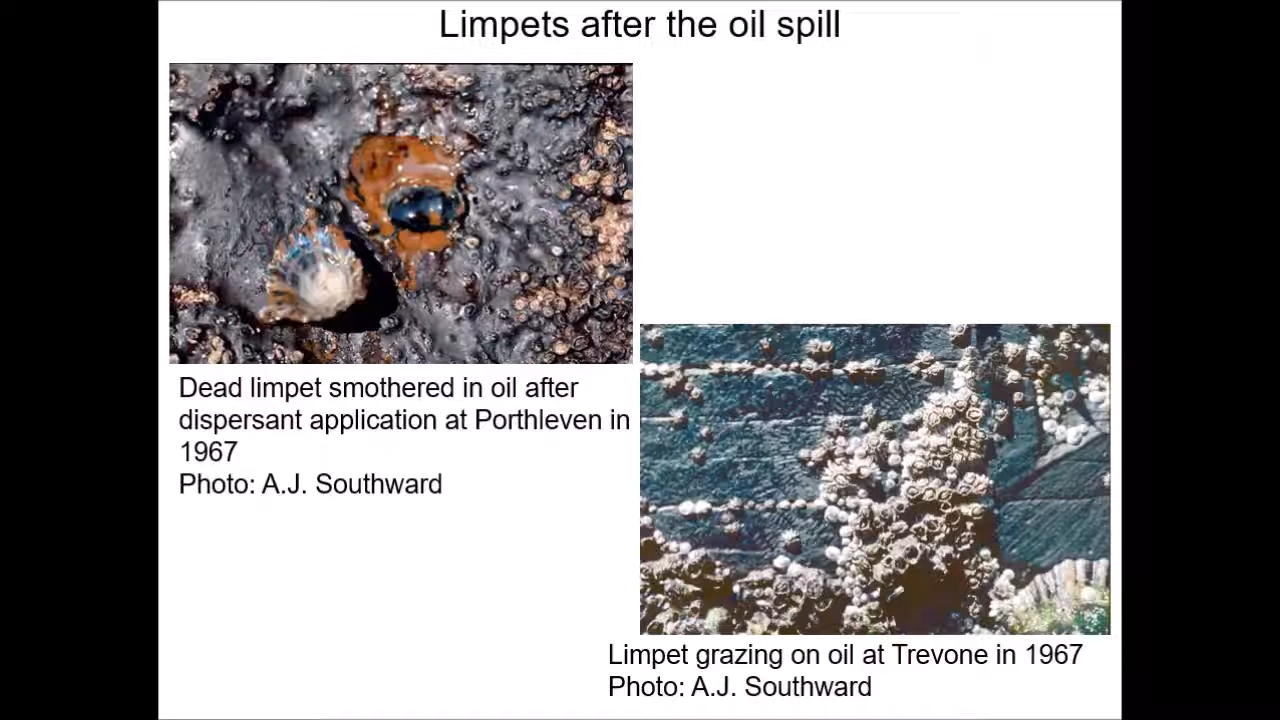 Limpets after the oil spill
Dead limpet smothered in oil after
dispersant application at Porthleven in
1967
Photo: A.J. Southward
Limpet grazing on oil at Trevone in 1967
Photo: A.J. Southward